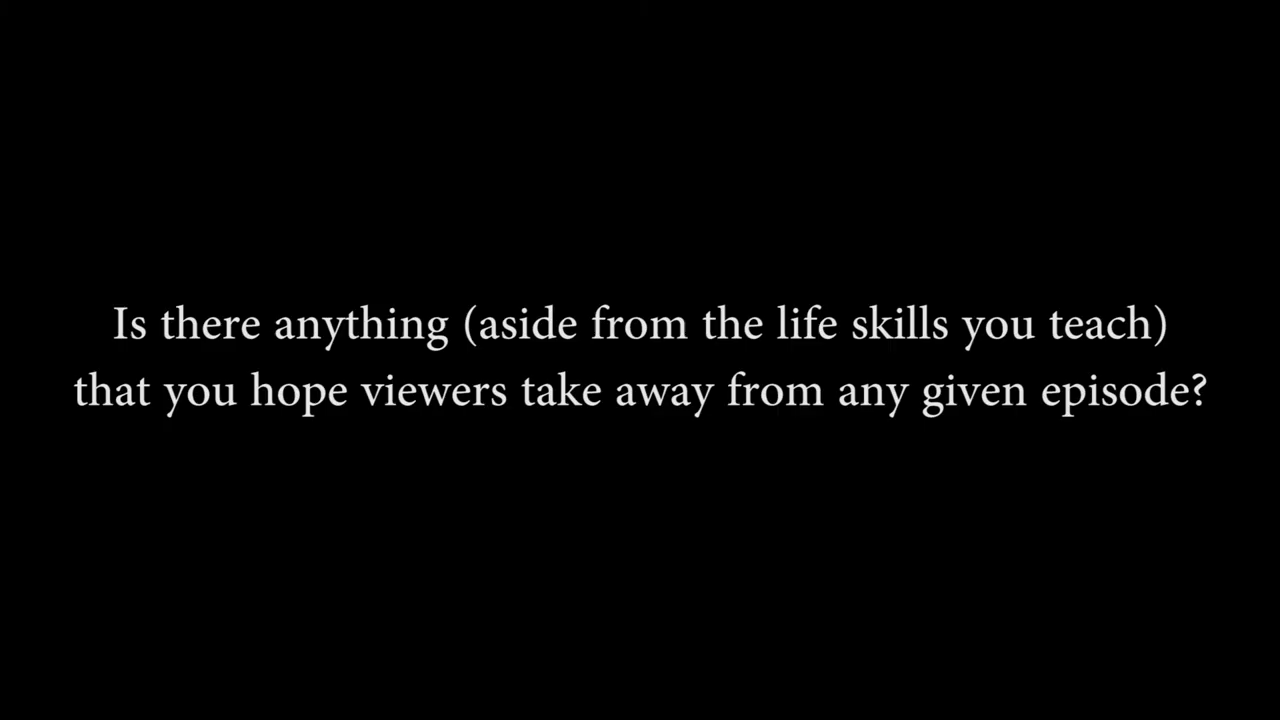 Is there anything (aside from the life skills you teach)
that you hope viewers take away from any given episode?